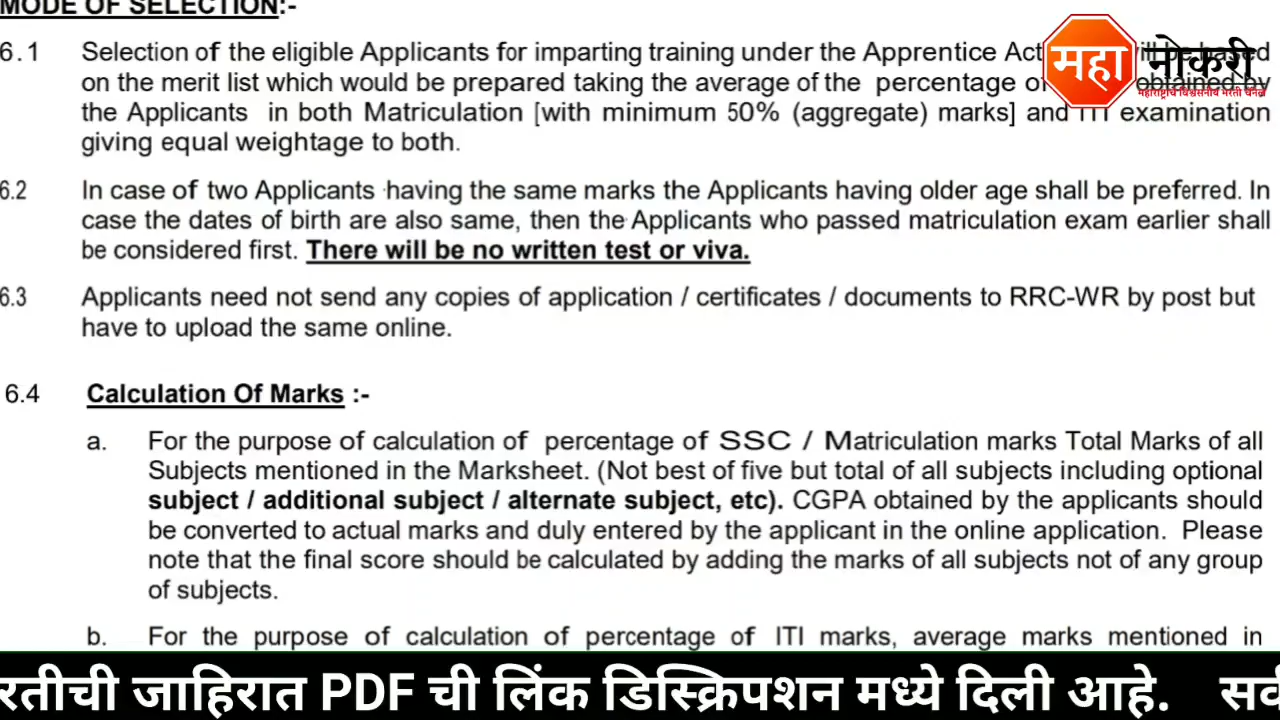 MODE OF SELECTION:-
महा नोकरी
महाराष्ट्राचे विश्वसनीय भरती चॅनल
6.1 Selection of the eligible Applicants for imparting training under the Apprentice Act will be based
on the merit list which would be prepared taking the average of the percentage of obtained by
the Applicants in both Matriculation [with minimum 50% (aggregate) marks] and ITI examination
giving equal weightage to both.
6.2 In case of two Applicants having the same marks the Applicants having older age shall be preferred. In
case the dates of birth are also same, then the Applicants who passed matriculation exam earlier shall
be considered first. There will be no written test or viva.
6.3 Applicants need not send any copies of application / certificates / documents to RRC-WR by post but
have to upload the same online.
6.4 Calculation Of Marks :-
a. For the purpose of calculation of percentage of SSC / Matriculation marks Total Marks of all
Subjects mentioned in the Marksheet. (Not best of five but total of all subjects including optional
subject / additional subject / alternate subject, etc). CGPA obtained by the applicants should
be converted to actual marks and duly entered by the applicant in the online application. Please
note that the final score should be calculated by adding the marks of all subjects not of any group
of subjects.
b. For the purpose of calculation of percentage of ITI marks, average marks mentioned in
रतीची जाहिरात PDF ची लिंक डिस्क्रिपशन मध्ये दिली आहे.